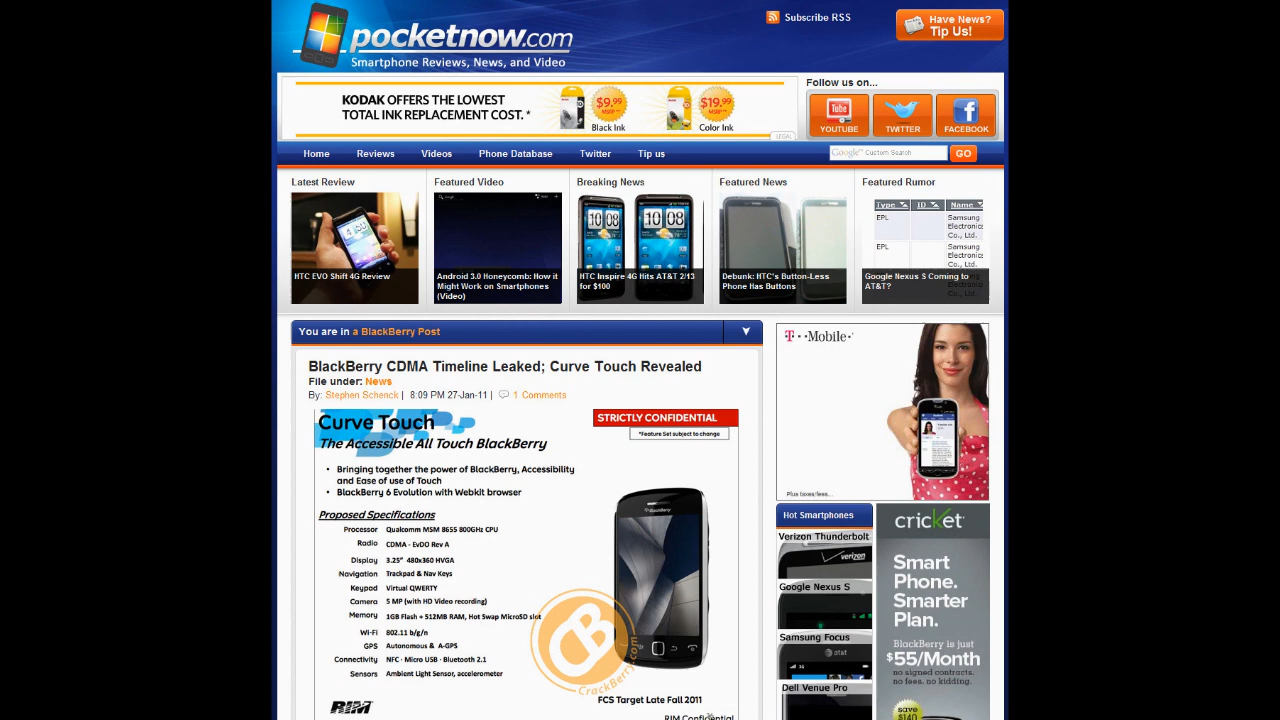 pocketnow.com
Smartphone Reviews, News, and Video
Subscribe RSS
Have News?
Tip Us!
KODAK OFFERS THE LOWEST
TOTAL INK REPLACEMENT COST.*
$9.99
MSRP**
Black Ink
$19.99
MSRP**
Color Ink
LEGAL
Follow us on...
YOUTUBE
TWITTER
FACEBOOK
Home
Reviews
Videos
Phone Database
Twitter
Tip us
Google Custom Search
GO
Latest Review
HTC EVO Shift 4G Review
Featured Video
Android 3.0 Honeycomb: How it
Might Work on Smartphones
(Video)
Breaking News
10 08
10 08
HTC Inspire 4G Hits AT&T 2/13
for $100
Featured News
Debunk: HTC's Button-Less
Phone Has Buttons
Featured Rumor
Type ID Name
EPL Samsung
Electronics
Co., Ltd.
EPL Samsung
Electronics
Co., Ltd.
Google Nexus S Coming to
AT&T?
You are in a BlackBerry Post
BlackBerry CDMA Timeline Leaked; Curve Touch Revealed
File under: News
By: Stephen Schenck | 8:09 PM 27-Jan-11 | 1 Comments
Curve Touch
The Accessible All Touch BlackBerry
STRICTLY CONFIDENTIAL
*Feature Set subject to change
• Bringing together the power of BlackBerry, Accessibility
and Ease of use of Touch
• BlackBerry 6 Evolution with Webkit browser
Proposed Specifications
Processor Qualcomm MSM 8655 800GHz CPU
Radio CDMA - EvDO Rev A
Display 3.25" 480x360 HVGA
Navigation Trackpad & Nav Keys
Keypad Virtual QWERTY
Camera 5 MP (with HD Video recording)
Memory 1GB Flash + 512MB RAM, Hot Swap MicroSD slot
Wi-Fi 802.11 b/g/n
GPS Autonomous & A-GPS
Connectivity NFC - Micro USB - Bluetooth 2.1
Sensors Ambient Light Sensor, accelerometer
BlackBerry
CrackBerry.com
FCS Target Late Fall 2011
RIM
RIM Confidential
T-Mobile
Plus taxes/fees...
Hot Smartphones
Verizon Thunderbolt
verizon
Google Nexus S
Samsung Focus
at&t
Dell Venue Pro
cricket
Smart
Phone.
Smarter
Plan.
BlackBerry is just
$55/Month
no signed contracts.
no fees. no kidding.
save
$140